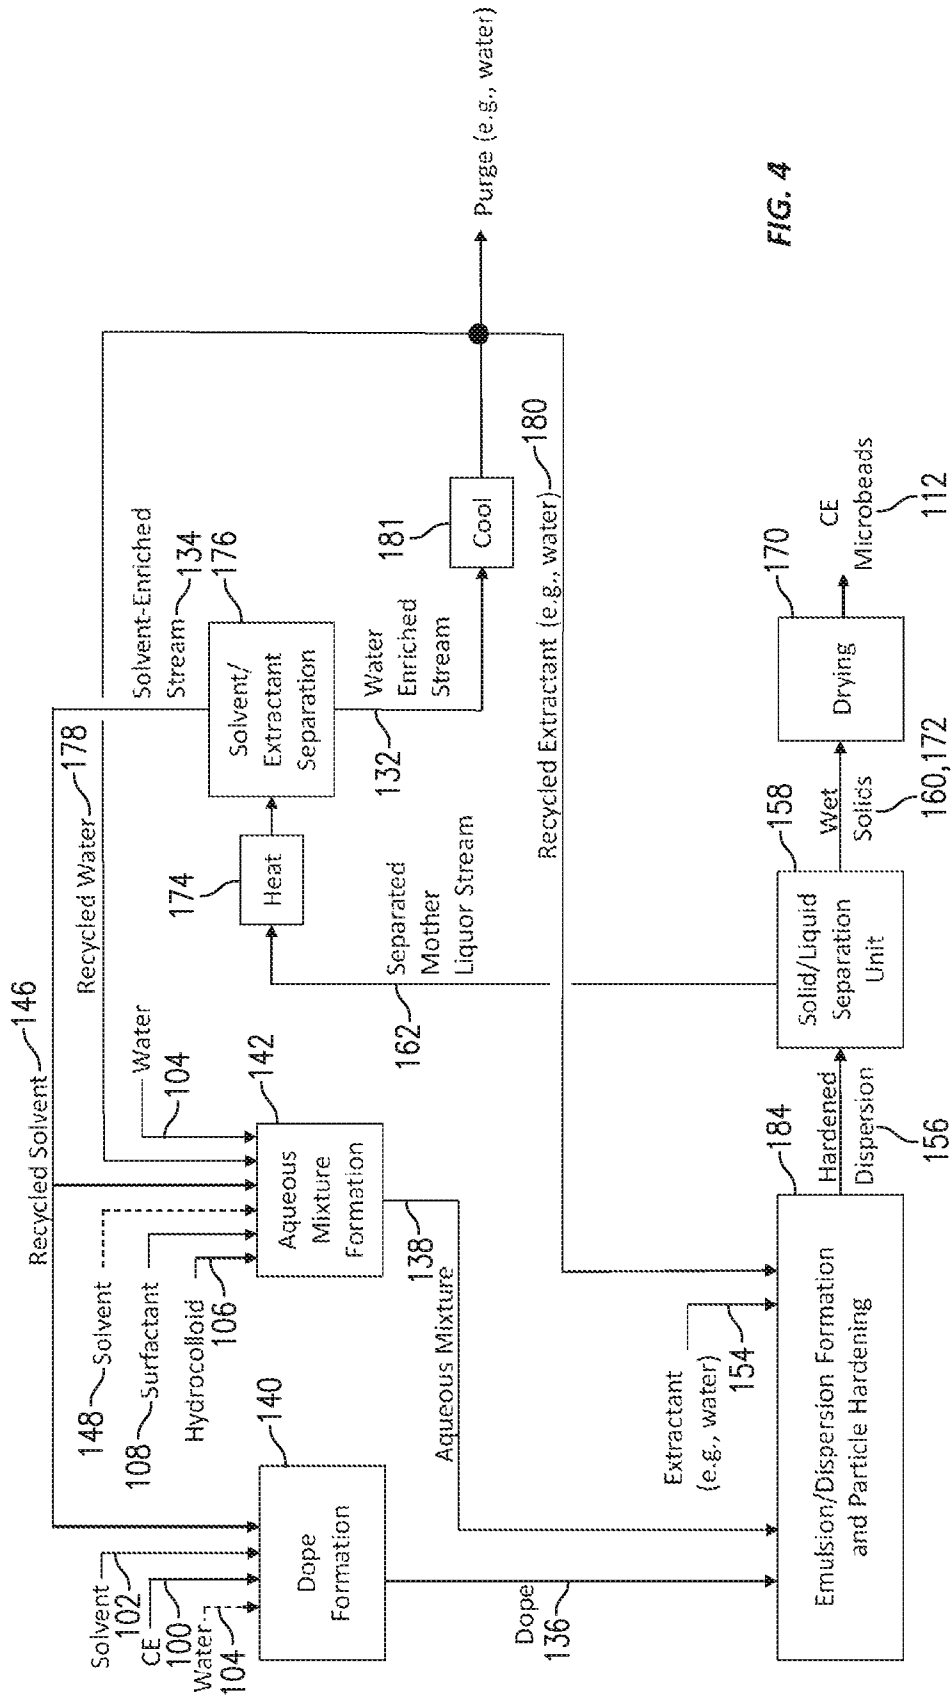 Recycled Solvent
146
Recycled Water
178
Solvent-Enriched
Stream
134
176
Solvent/
Extractant
Separation
174
Heat
Water
Enriched
Stream
132
181
Cool
Purge (e.g., water)
Solvent
102
CE
100
Water
104
140
Dope
Formation
148
Solvent
108
Surfactant
Hydrocolloid
106
Water
104
142
Aqueous
Mixture
Formation
138
Aqueous Mixture
Separated
Mother
Liquor Stream
162
Recycled Extractant (e.g., water)
180
Dope
136
Extractant
(e.g., water)
154
184
Emulsion/Dispersion Formation
and Particle Hardening
Hardened
Dispersion
156
158
Solid/Liquid
Separation
Unit
Wet
Solids
160,172
170
Drying
CE
Microbeads
112
FIG. 4